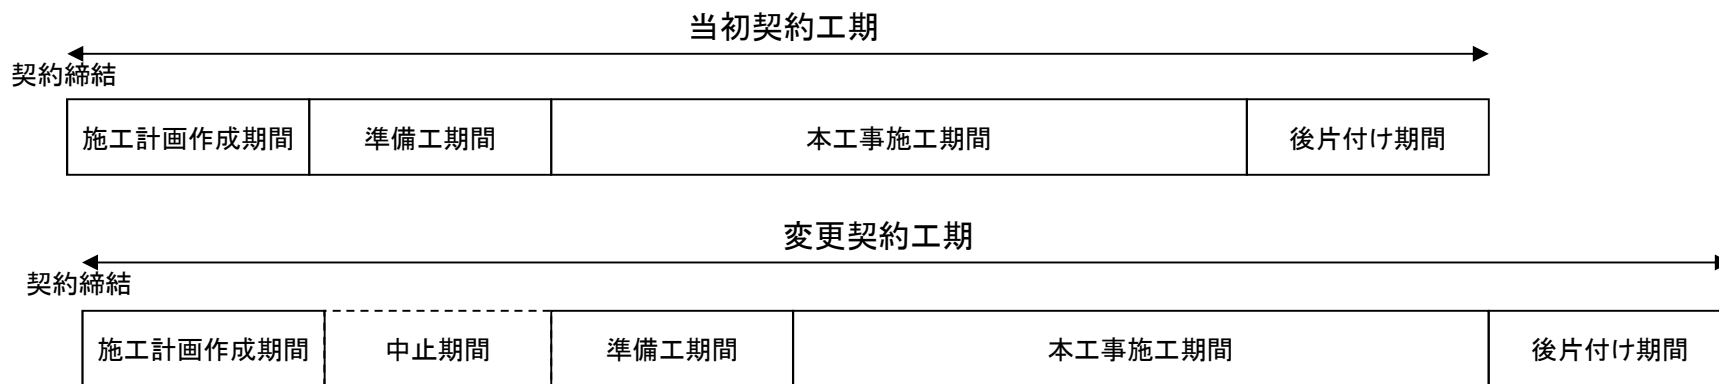 当初契約工期
契約締結
施工計画作成期間
準備工期間
本工事施工期間
後片付け期間
変更契約工期
契約締結
施工計画作成期間
中止期間
準備工期間
本工事施工期間
後片付け期間